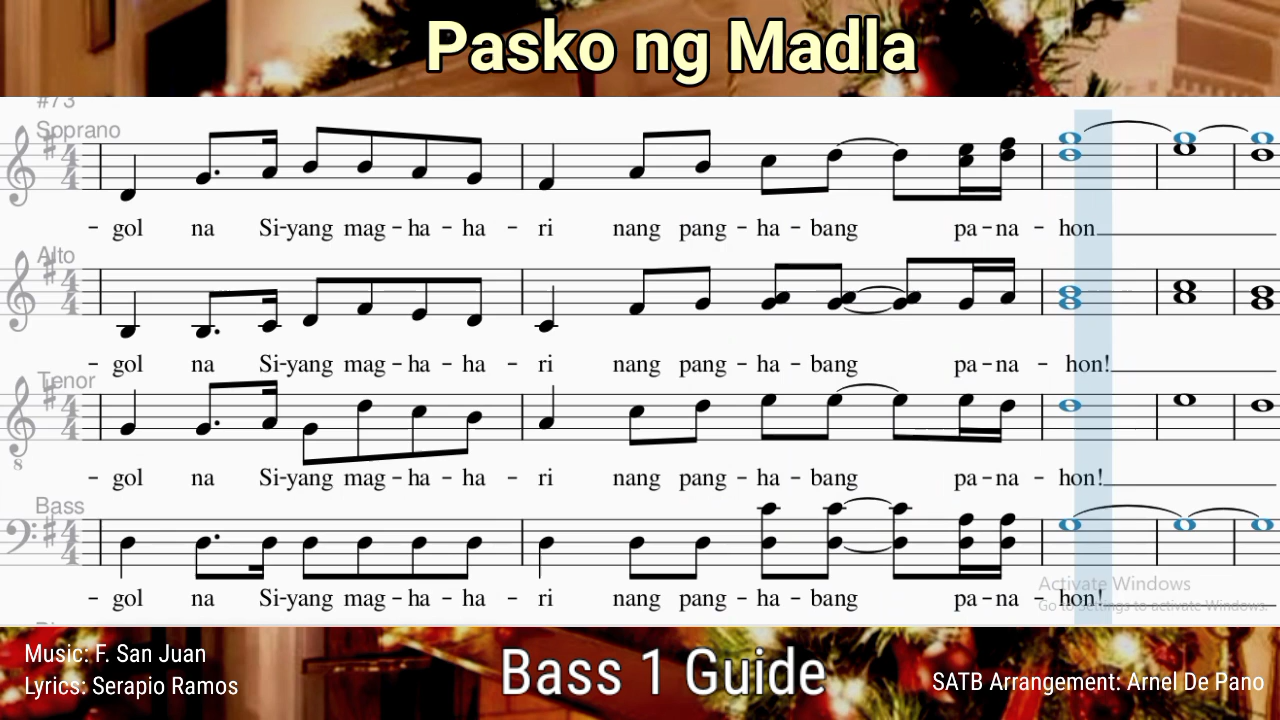 Pasko ng Madla
#73
Soprano
- gol na Si-yang mag - ha - ha - ri nang pang - ha - bang pa - na - hon
Alto
- gol na Si-yang mag - ha - ha - ri nang pang - ha - bang pa - na - hon!
Tenor
8
- gol na Si-yang mag - ha - ha - ri nang pang - ha - bang pa - na - hon!
Bass
- gol na Si-yang mag - ha - ha - ri nang pang - ha - bang pa - na - hon!
Activate Windows
Go to Settings to activate Windows.
Music: F. San Juan
Lyrics: Serapio Ramos
Bass 1 Guide
SATB Arrangement: Arnel De Pano